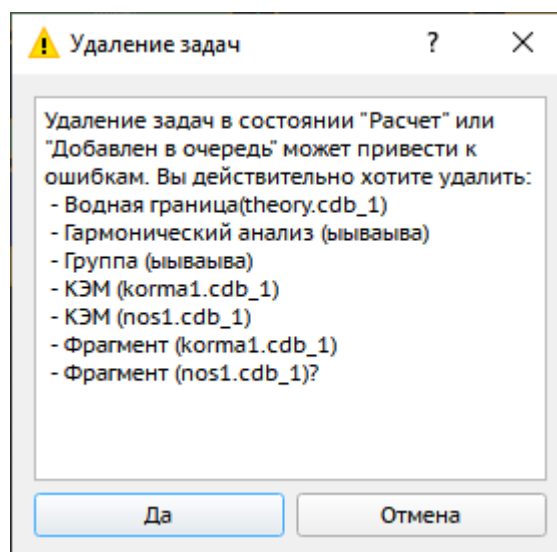 Удаление задач
?
Удаление задач в состоянии "Расчет" или
"Добавлен в очередь" может привести к
ошибкам. Вы действительно хотите удалить:
- Водная граница(theory.cdb_1)
- Гармонический анализ (ыываыва)
- Группа (ыываыва)
- КЭМ (korma1.cdb_1)
- КЭМ (nos1.cdb_1)
- Фрагмент (korma1.cdb_1)
- Фрагмент (nos1.cdb_1)?
Да
Отмена